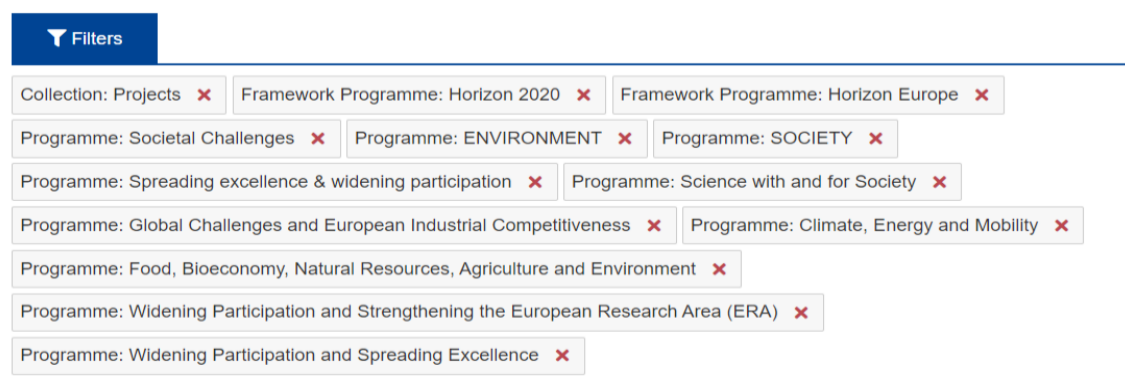 Filters
Collection: Projects ✕ Framework Programme: Horizon 2020 ✕ Framework Programme: Horizon Europe ✕
Programme: Societal Challenges ✕ Programme: ENVIRONMENT ✕ Programme: SOCIETY ✕
Programme: Spreading excellence & widening participation ✕ Programme: Science with and for Society ✕
Programme: Global Challenges and European Industrial Competitiveness ✕ Programme: Climate, Energy and Mobility ✕
Programme: Food, Bioeconomy, Natural Resources, Agriculture and Environment ✕
Programme: Widening Participation and Strengthening the European Research Area (ERA) ✕
Programme: Widening Participation and Spreading Excellence ✕